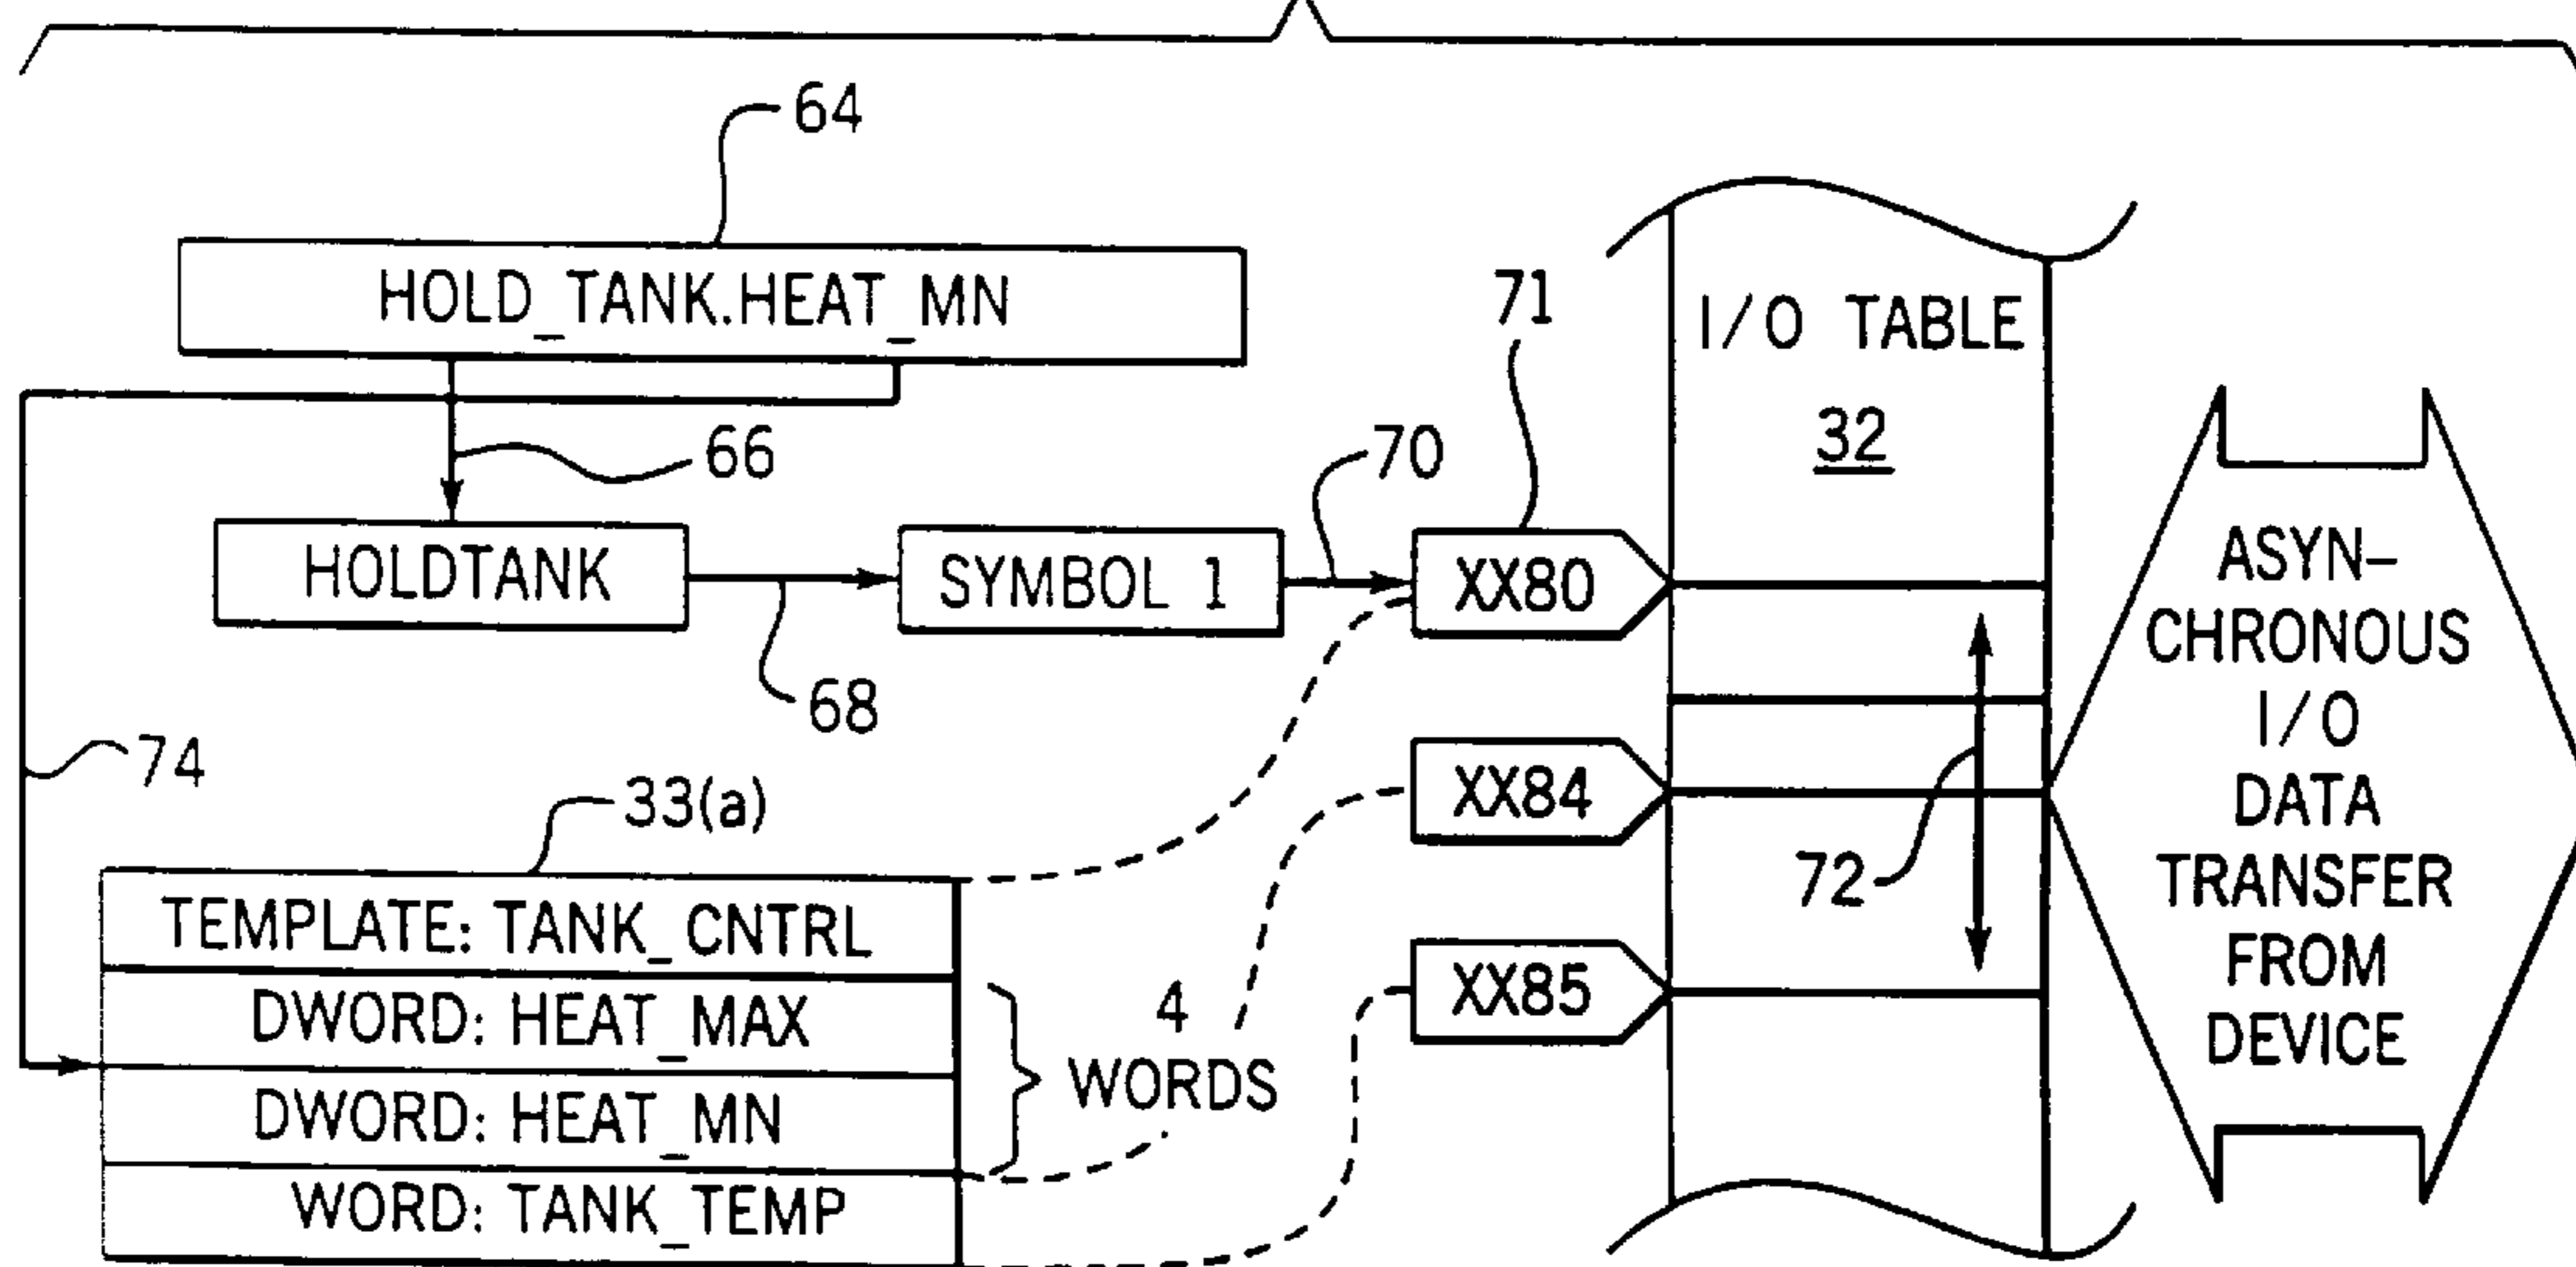 64
HOLD_TANK.HEAT_MN
66
HOLDTANK
68
SYMBOL 1
70
71
XX80
I/O TABLE
32
72
XX84
XX85
ASYN-
CHRONOUS
I/O
DATA
TRANSFER
FROM
DEVICE
74
33(a)
TEMPLATE: TANK_CNTRL
DWORD: HEAT_MAX
DWORD: HEAT_MN
WORD: TANK_TEMP
4
WORDS